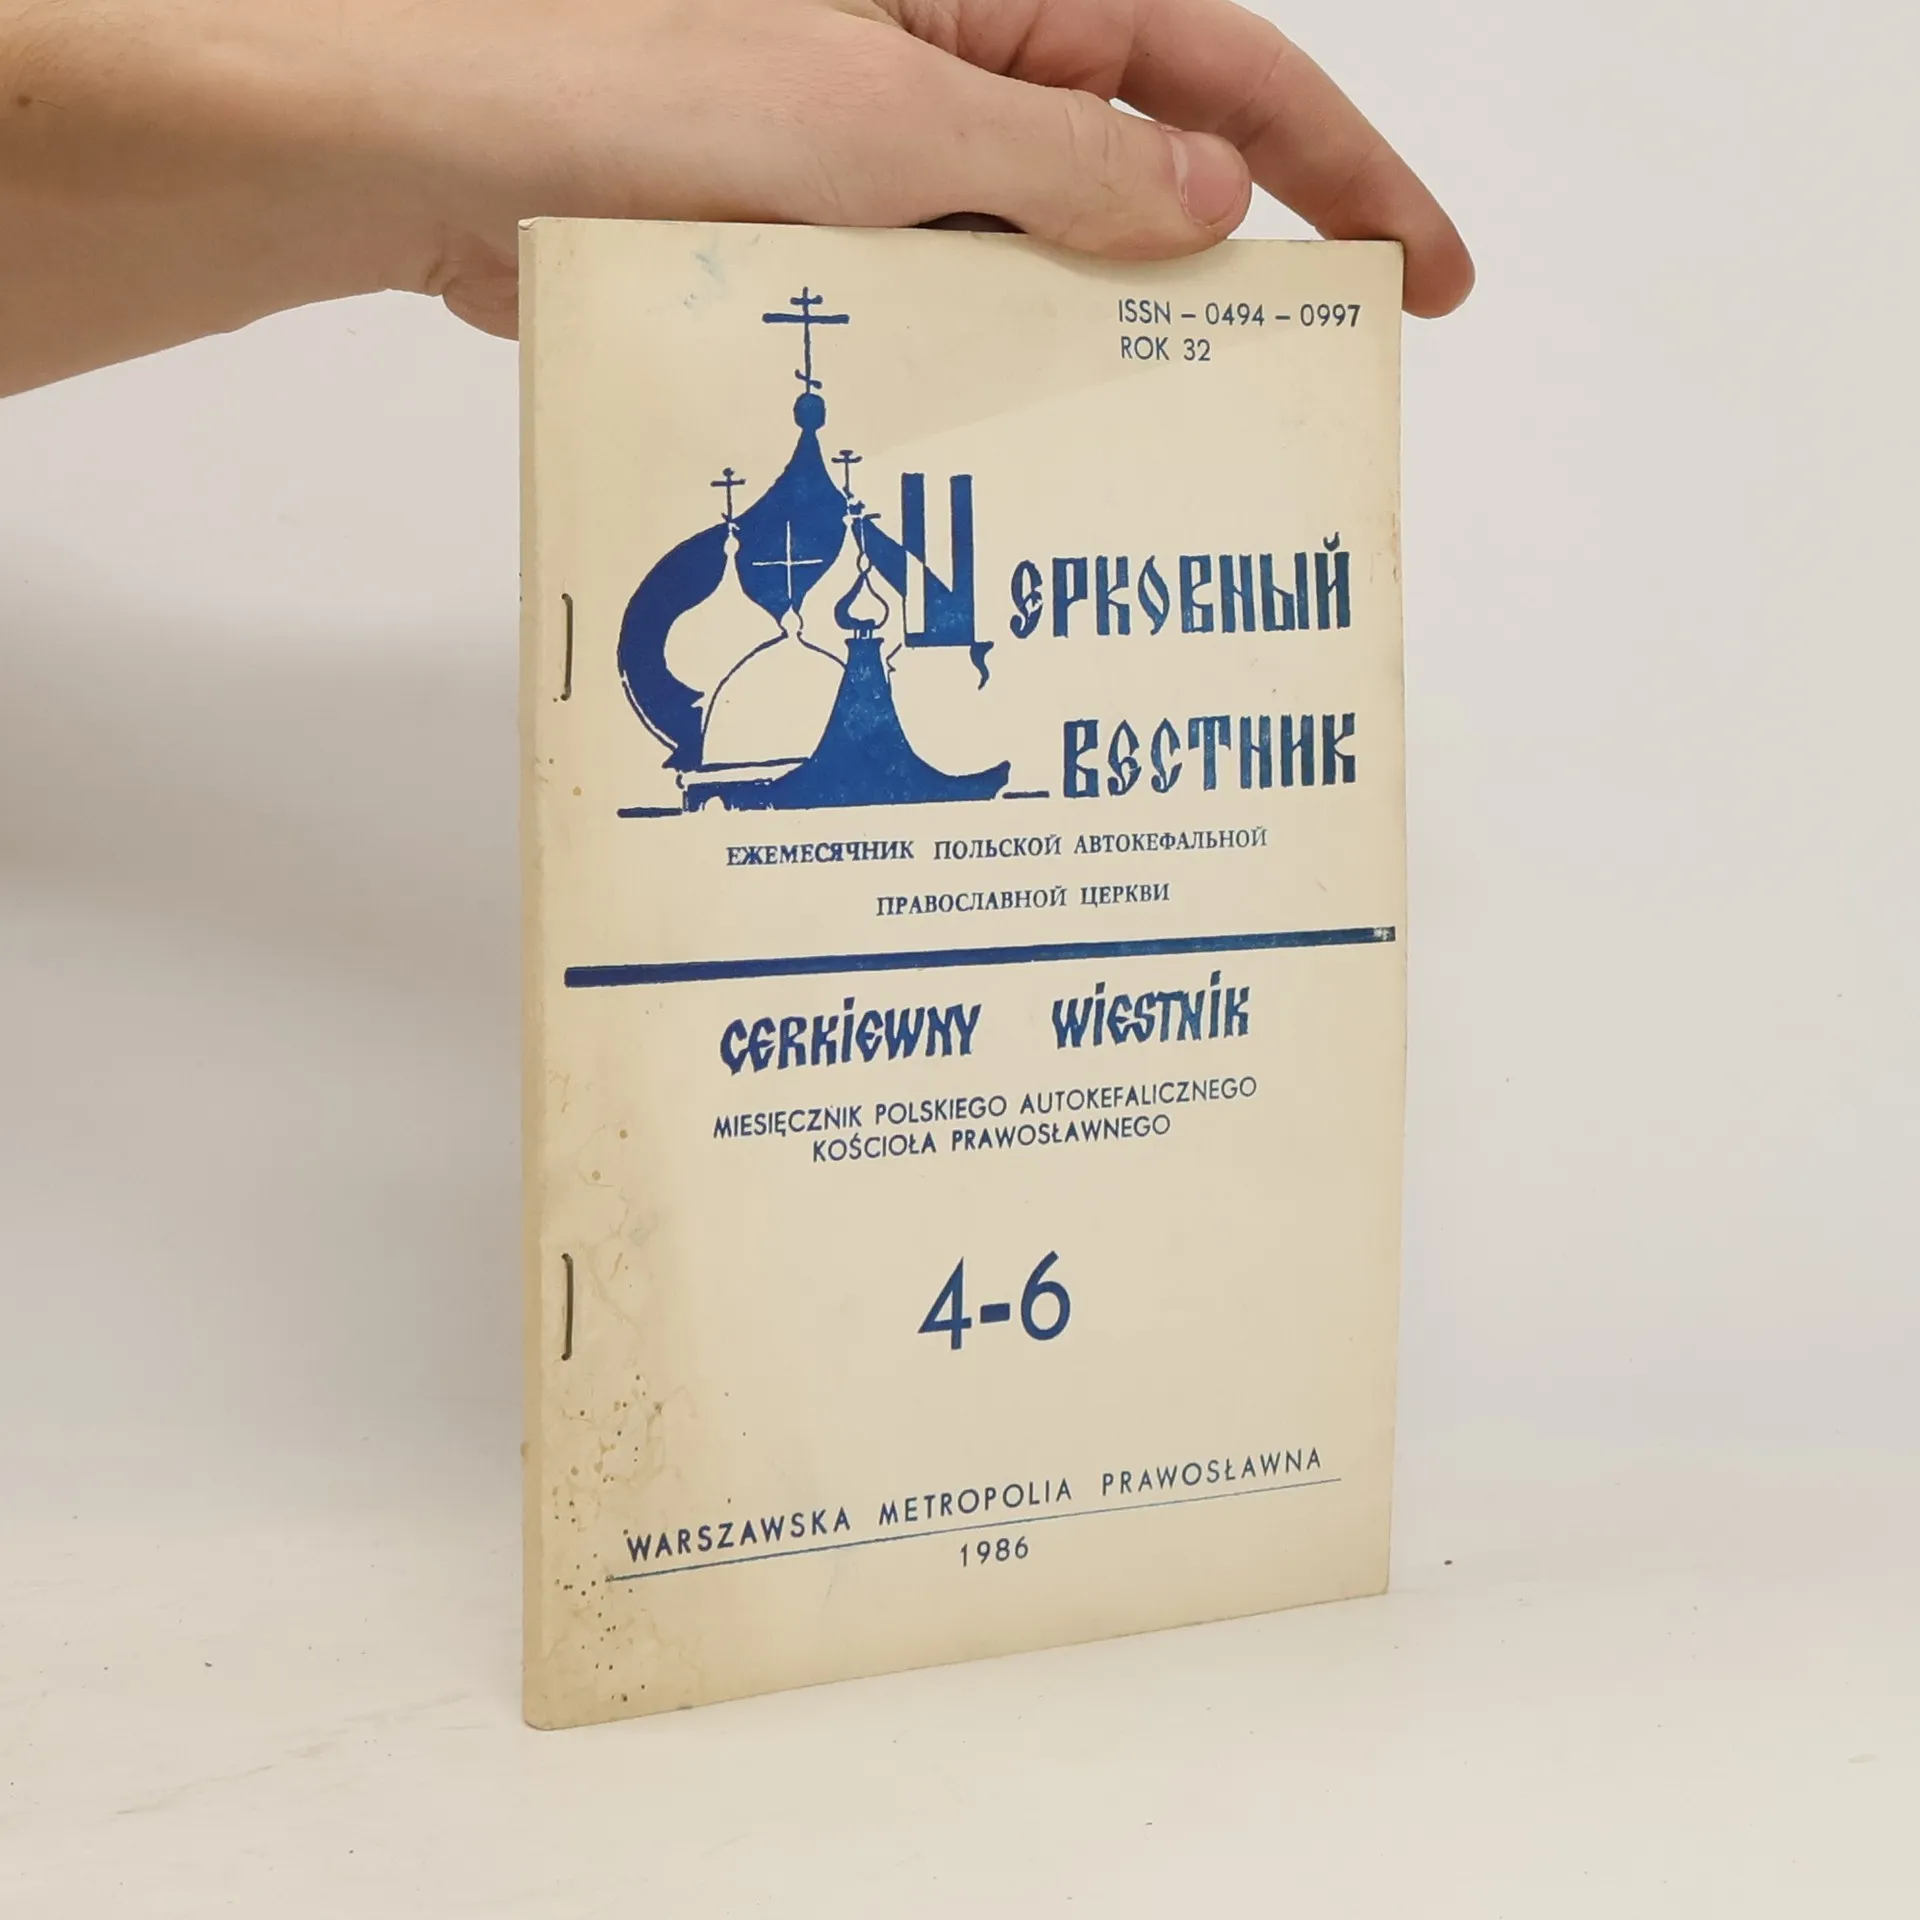 ISSN – 0494 – 0997
ROK 32
Церковный
Вестник
ЕЖЕМЕСЯЧНИК ПОЛЬСКОЙ АВТОКЕФАЛЬНОЙ
ПРАВОСЛАВНОЙ ЦЕРКВИ
CERKIEWNY WIESTNIK
MIESIĘCZNIK POLSKIEGO AUTOKEFALICZNEGO
KOŚCIOŁA PRAWOSŁAWNEGO
4-6
WARSZAWSKA METROPOLIA PRAWOSŁAWNA
1986